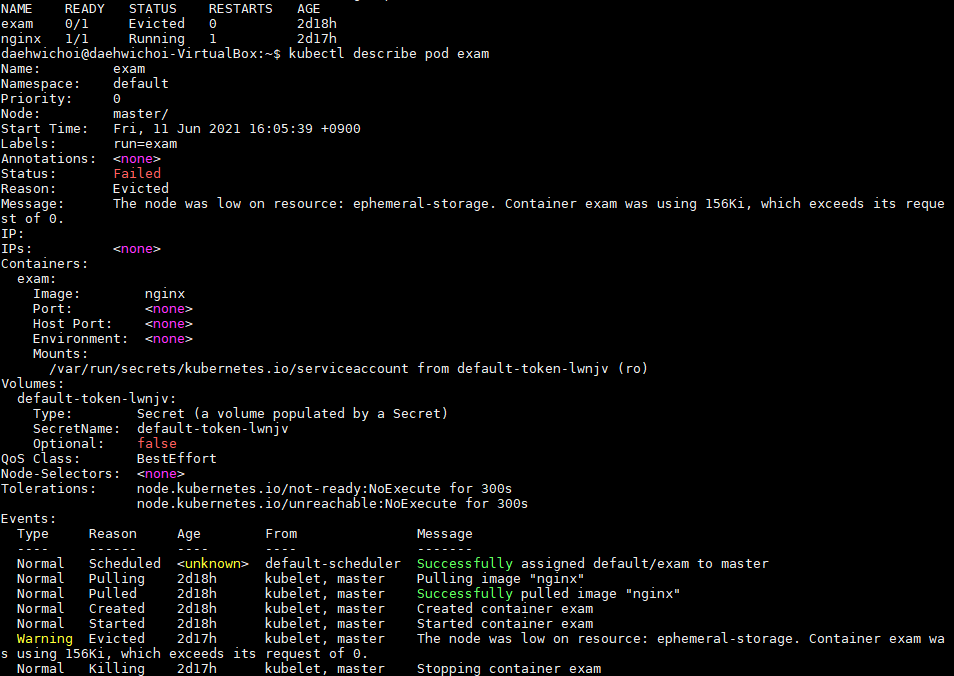 NAME    READY   STATUS    RESTARTS   AGE
exam    0/1     Evicted   0          2d18h
nginx   1/1     Running   1          2d17h
daehwichoi@daehwichoi-VirtualBox:~$ kubectl describe pod exam
Name:         exam
Namespace:    default
Priority:     0
Node:         master/
Start Time:   Fri, 11 Jun 2021 16:05:39 +0900
Labels:       run=exam
Annotations:  <none>
Status:       Failed
Reason:       Evicted
Message:      The node was low on resource: ephemeral-storage. Container exam was using 156Ki, which exceeds its reque
st of 0.
IP:
IPs:          <none>
Containers:
  exam:
    Image:        nginx
    Port:         <none>
    Host Port:    <none>
    Environment:  <none>
    Mounts:
      /var/run/secrets/kubernetes.io/serviceaccount from default-token-lwnjv (ro)
Volumes:
  default-token-lwnjv:
    Type:        Secret (a volume populated by a Secret)
    SecretName:  default-token-lwnjv
    Optional:    false
QoS Class:       BestEffort
Node-Selectors:  <none>
Tolerations:     node.kubernetes.io/not-ready:NoExecute for 300s
                 node.kubernetes.io/unreachable:NoExecute for 300s
Events:
  Type     Reason     Age        From               Message
  ----     ------     ----       ----               -------
  Normal   Scheduled  <unknown>  default-scheduler  Successfully assigned default/exam to master
  Normal   Pulling    2d18h      kubelet, master    Pulling image "nginx"
  Normal   Pulled     2d18h      kubelet, master    Successfully pulled image "nginx"
  Normal   Created    2d18h      kubelet, master    Created container exam
  Normal   Started    2d18h      kubelet, master    Started container exam
  Warning  Evicted    2d17h      kubelet, master    The node was low on resource: ephemeral-storage. Container exam wa
s using 156Ki, which exceeds its request of 0.
  Normal   Killing    2d17h      kubelet, master    Stopping container exam